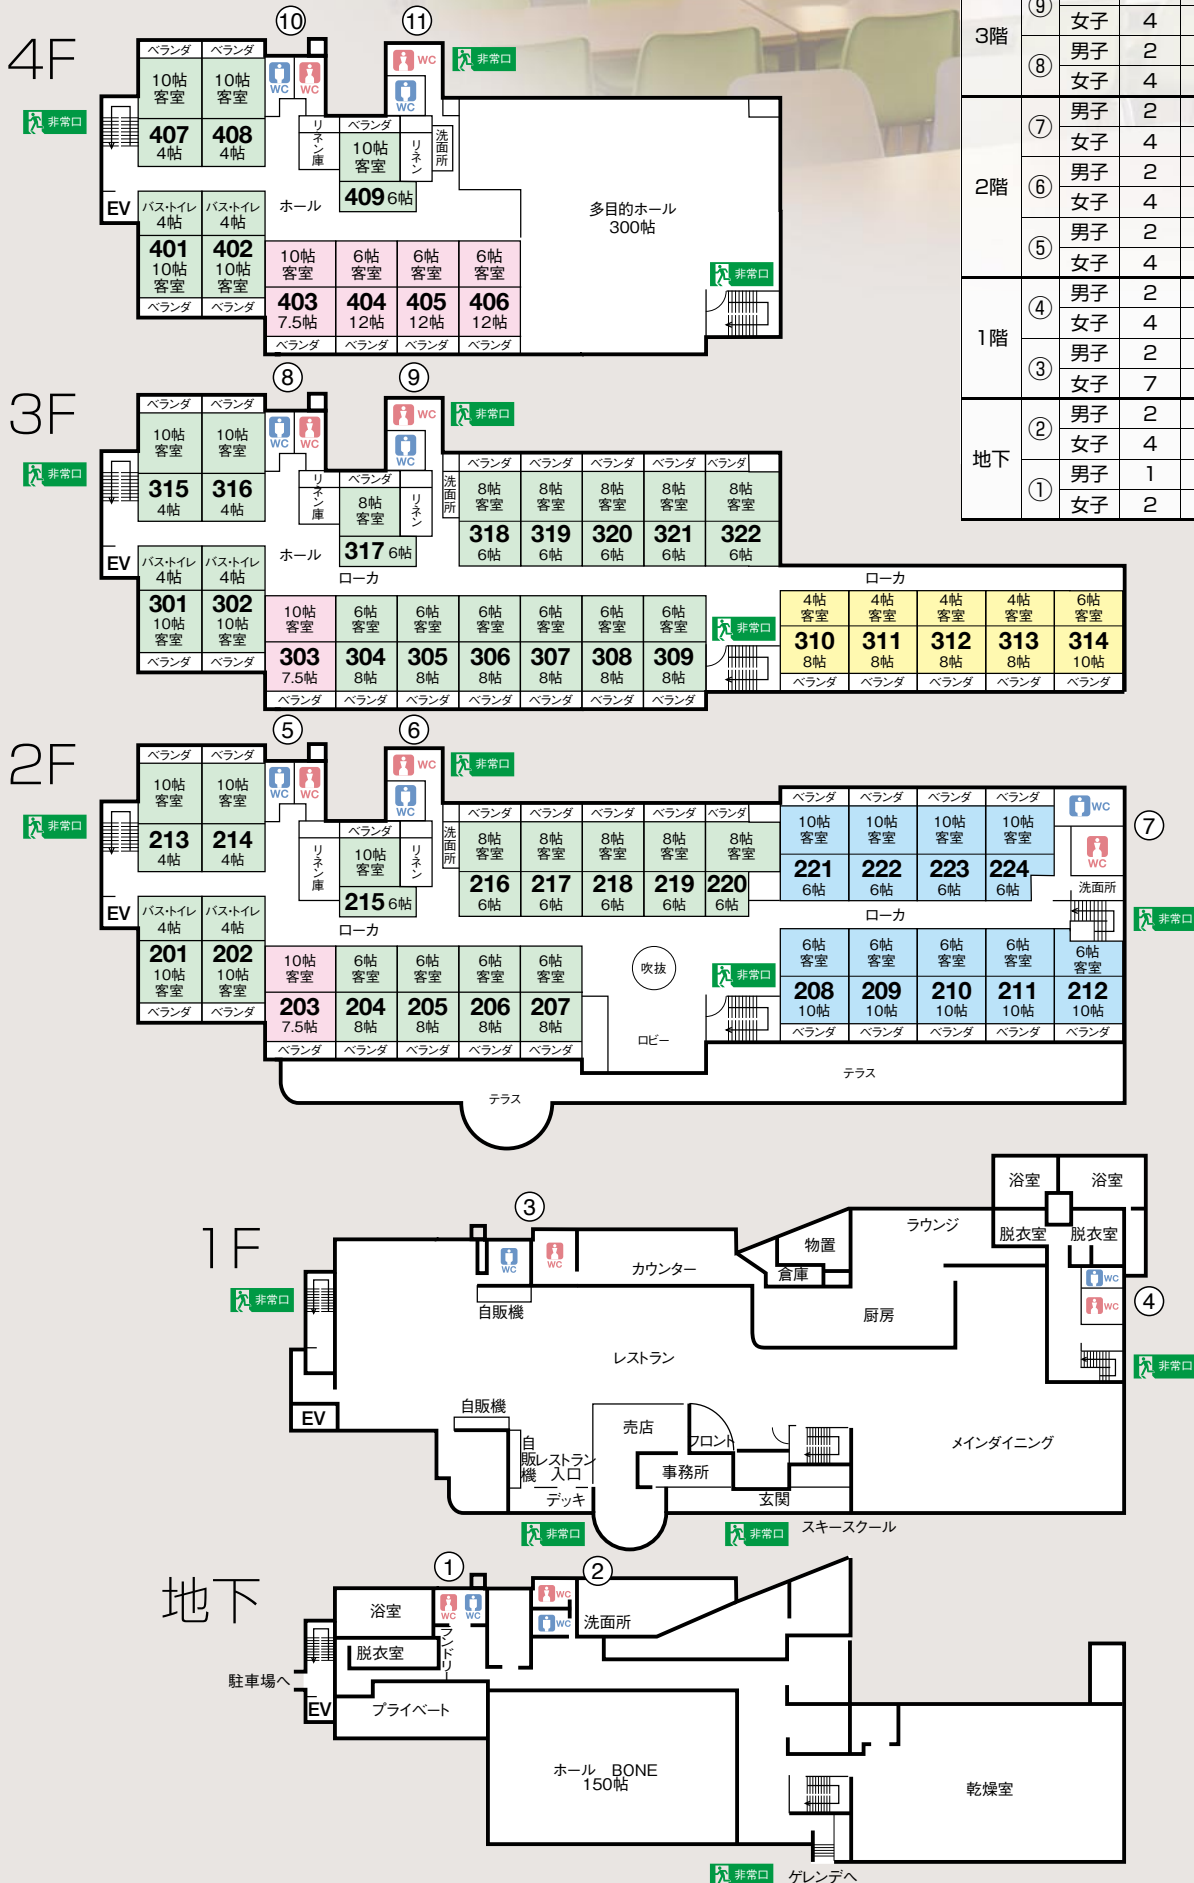 ⑨
女子 4
3階
⑧
男子 2
女子 4
2階
⑦
男子 2
女子 4
⑥
男子 2
女子 4
⑤
男子 2
女子 4
1階
④
男子 2
女子 4
③
男子 2
女子 7
地下
②
男子 2
女子 4
①
男子 1
女子 2
4F
⑩
⑪
ベランダ ベランダ
WC WC
WC
WC
非常口
非常口
10帖 客室
10帖 客室
407 4帖
408 4帖
リネン庫
ベランダ
10帖 客室
リネン
洗面所
409 6帖
EV
バス・トイレ 4帖
バス・トイレ 4帖
ホール
多目的ホール
300帖
401 10帖 客室
402 10帖 客室
10帖 客室
6帖 客室
6帖 客室
6帖 客室
403 7.5帖
404 12帖
405 12帖
406 12帖
非常口
ベランダ ベランダ
ベランダ ベランダ ベランダ ベランダ
3F
⑧
⑨
ベランダ ベランダ
WC WC
WC
WC
非常口
非常口
10帖 客室
10帖 客室
315 4帖
316 4帖
リネン庫
ベランダ
8帖 客室
リネン
洗面所
317 6帖
ベランダ ベランダ ベランダ ベランダ ベランダ
8帖 客室
8帖 客室
8帖 客室
8帖 客室
8帖 客室
318 6帖
319 6帖
320 6帖
321 6帖
322 6帖
EV
バス・トイレ 4帖
バス・トイレ 4帖
ホール
ローカ
ローカ
301 10帖 客室
302 10帖 客室
10帖 客室
6帖 客室
6帖 客室
6帖 客室
6帖 客室
6帖 客室
6帖 客室
303 7.5帖
304 8帖
305 8帖
306 8帖
307 8帖
308 8帖
309 8帖
非常口
4帖 客室
4帖 客室
4帖 客室
4帖 客室
6帖 客室
310 8帖
311 8帖
312 8帖
313 8帖
314 10帖
ベランダ ベランダ
ベランダ ベランダ ベランダ ベランダ ベランダ ベランダ ベランダ
ベランダ ベランダ ベランダ ベランダ ベランダ
2F
⑤
⑥
ベランダ ベランダ
WC WC
WC
WC
非常口
非常口
10帖 客室
10帖 客室
213 4帖
214 4帖
リネン庫
ベランダ
10帖 客室
リネン
洗面所
215 6帖
ベランダ ベランダ ベランダ ベランダ ベランダ
8帖 客室
8帖 客室
8帖 客室
8帖 客室
8帖 客室
216 6帖
217 6帖
218 6帖
219 6帖
220 6帖
ベランダ ベランダ ベランダ ベランダ
10帖 客室
10帖 客室
10帖 客室
10帖 客室
221 6帖
222 6帖
223 6帖
224 6帖
WC
⑦
WC
洗面所
非常口
EV
バス・トイレ 4帖
バス・トイレ 4帖
ローカ
ローカ
201 10帖 客室
202 10帖 客室
10帖 客室
6帖 客室
6帖 客室
6帖 客室
6帖 客室
203 7.5帖
204 8帖
205 8帖
206 8帖
207 8帖
吹抜
ロビー
非常口
6帖 客室
6帖 客室
6帖 客室
6帖 客室
6帖 客室
208 10帖
209 10帖
210 10帖
211 10帖
212 10帖
ベランダ ベランダ
ベランダ ベランダ ベランダ ベランダ ベランダ
ベランダ ベランダ ベランダ ベランダ ベランダ
テラス
テラス
1F
③
浴室
浴室
脱衣室
脱衣室
ラウンジ
物置
倉庫
カウンター
WC
WC
非常口
自販機
厨房
WC
WC
④
非常口
レストラン
EV
自販機
自販機
レストラン
入口
デッキ
売店
フロント
事務所
玄関
メインダイニング
非常口
非常口
スキースクール
地下
①
②
浴室
WC WC
WC
WC
洗面所
脱衣室
ランドリー
駐車場へ
EV
プライベート
ホール BONE
150帖
乾燥室
非常口
ゲレンデへ